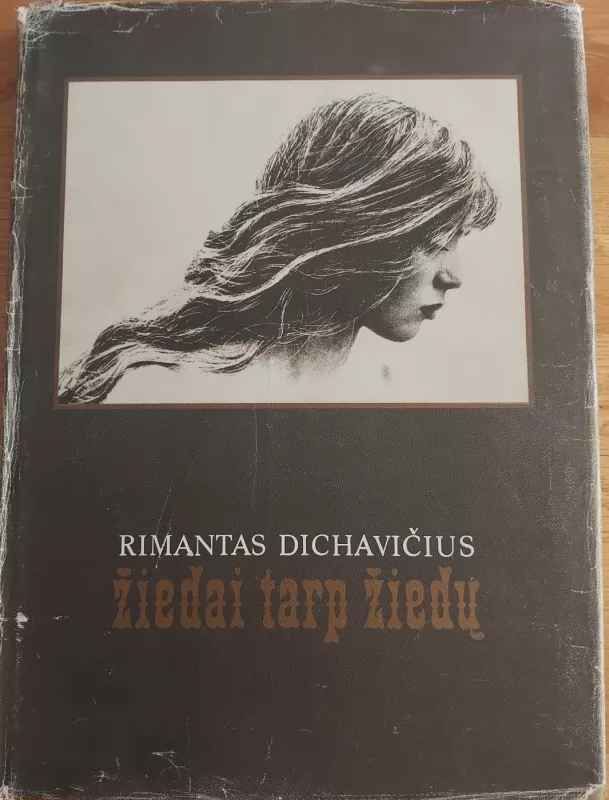 RIMANTAS DICHAVIČIUS
žiedai tarp žiedų